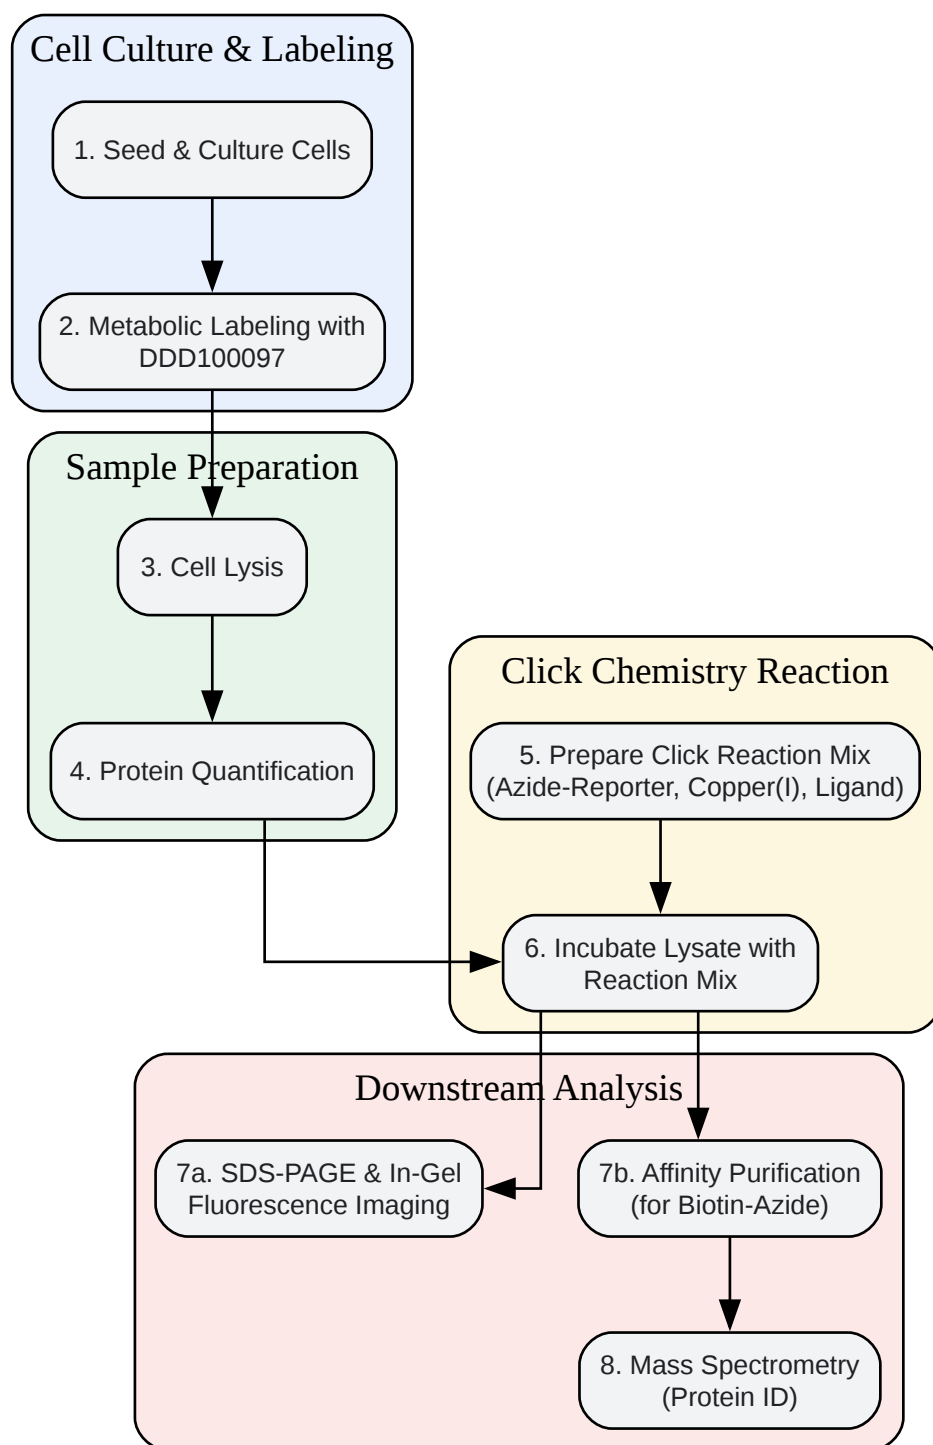 Cell Culture & Labeling
1. Seed & Culture Cells
2. Metabolic Labeling with
DDD100097
Sample Preparation
3. Cell Lysis
4. Protein Quantification
Click Chemistry Reaction
5. Prepare Click Reaction Mix
(Azide-Reporter, Copper(I), Ligand)
6. Incubate Lysate with
Reaction Mix
Downstream Analysis
7a. SDS-PAGE & In-Gel
Fluorescence Imaging
7b. Affinity Purification
(for Biotin-Azide)
8. Mass Spectrometry
(Protein ID)